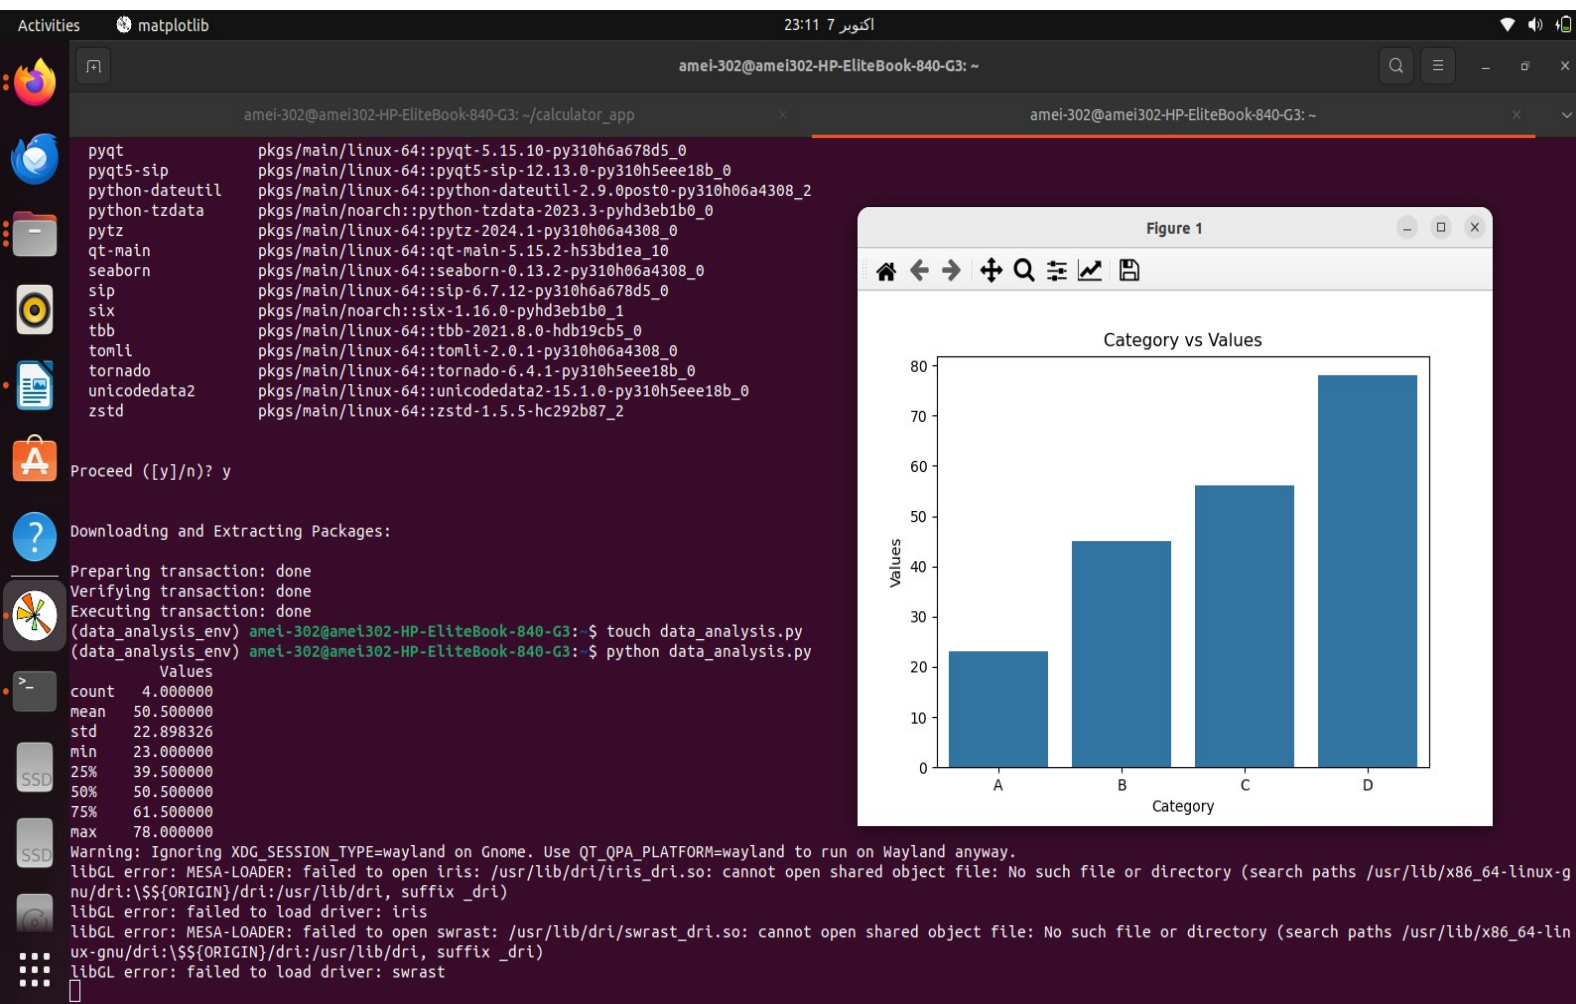 Activities
matplotlib
23:11 7 اکتوبر
amei-302@amei302-HP-EliteBook-840-G3: ~
amei-302@amei302-HP-EliteBook-840-G3: ~/calculator_app
amei-302@amei302-HP-EliteBook-840-G3: ~
pyqt pkgs/main/linux-64::pyqt-5.15.10-py310h6a678d5_0
pyqt5-sip pkgs/main/linux-64::pyqt5-sip-12.13.0-py310h5eee18b_0
python-dateutil pkgs/main/linux-64::python-dateutil-2.9.0post0-py310h06a4308_2
python-tzdata pkgs/main/noarch::python-tzdata-2023.3-pyhd3eb1b0_0
pytz pkgs/main/linux-64::pytz-2024.1-py310h06a4308_0
qt-main pkgs/main/linux-64::qt-main-5.15.2-h53bd1ea_10
seaborn pkgs/main/linux-64::seaborn-0.13.2-py310h06a4308_0
sip pkgs/main/linux-64::sip-6.7.12-py310h6a678d5_0
six pkgs/main/noarch::six-1.16.0-pyhd3eb1b0_1
tbb pkgs/main/linux-64::tbb-2021.8.0-hdb19cb5_0
tomli pkgs/main/linux-64::tomli-2.0.1-py310h06a4308_0
tornado pkgs/main/linux-64::tornado-6.4.1-py310h5eee18b_0
unicodedata2 pkgs/main/linux-64::unicodedata2-15.1.0-py310h5eee18b_0
zstd pkgs/main/linux-64::zstd-1.5.5-hc292b87_2
Proceed ([y]/n)? y
Downloading and Extracting Packages:
Preparing transaction: done
Verifying transaction: done
Executing transaction: done
(data_analysis_env) amei-302@amei302-HP-EliteBook-840-G3:~$ touch data_analysis.py
(data_analysis_env) amei-302@amei302-HP-EliteBook-840-G3:~$ python data_analysis.py
Values
count 4.000000
mean 50.500000
std 22.898326
min 23.000000
25% 39.500000
50% 50.500000
75% 61.500000
max 78.000000
Warning: Ignoring XDG_SESSION_TYPE=wayland on Gnome. Use QT_QPA_PLATFORM=wayland to run on Wayland anyway.
libGL error: MESA-LOADER: failed to open iris: /usr/lib/dri/iris_dri.so: cannot open shared object file: No such file or directory (search paths /usr/lib/x86_64-linux-g
nu/dri:\$${ORIGIN}/dri:/usr/lib/dri, suffix _dri)
libGL error: failed to load driver: iris
libGL error: MESA-LOADER: failed to open swrast: /usr/lib/dri/swrast_dri.so: cannot open shared object file: No such file or directory (search paths /usr/lib/x86_64-lin
ux-gnu/dri:\$${ORIGIN}/dri:/usr/lib/dri, suffix _dri)
libGL error: failed to load driver: swrast
Figure 1
Category vs Values
80
70
60
50
40
30
20
10
0
Values
A B C D
Category
SSD
SSD